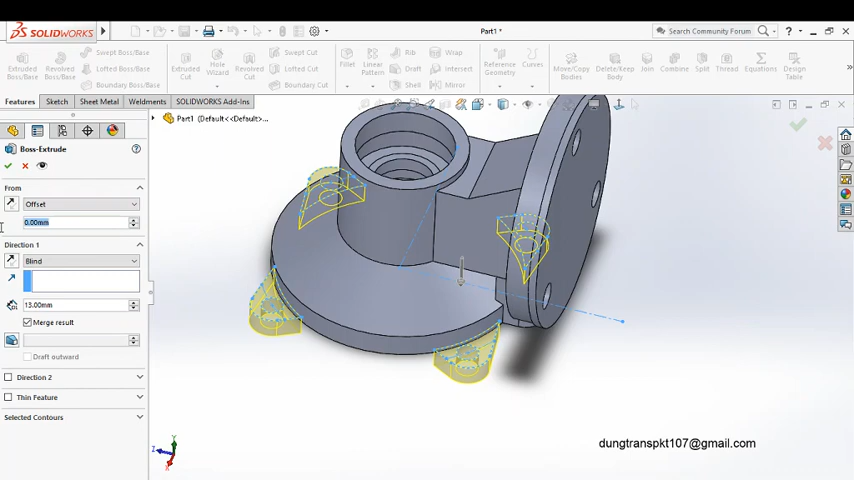 SOLIDWORKS
Part1 *
Search Community Forum
Extruded Boss/Base
Revolved Boss/Base
Swept Boss/Base
Lofted Boss/Base
Boundary Boss/Base
Extruded Cut
Hole Wizard
Revolved Cut
Swept Cut
Lofted Cut
Boundary Cut
Fillet
Linear Pattern
Rib
Draft
Shell
Wrap
Intersect
Mirror
Reference Geometry
Curves
Move/Copy Bodies
Delete/Keep Body
Join
Combine
Split
Thread
Equations
Design Table
Features
Sketch
Sheet Metal
Weldments
SOLIDWORKS Add-Ins
Part1 (Default<<Default>...
Boss-Extrude
From
Offset
0.00mm
Direction 1
Blind
13.00mm
Merge result
Draft outward
Direction 2
Thin Feature
Selected Contours
Y
Z
X
dungtranspkt107@gmail.com